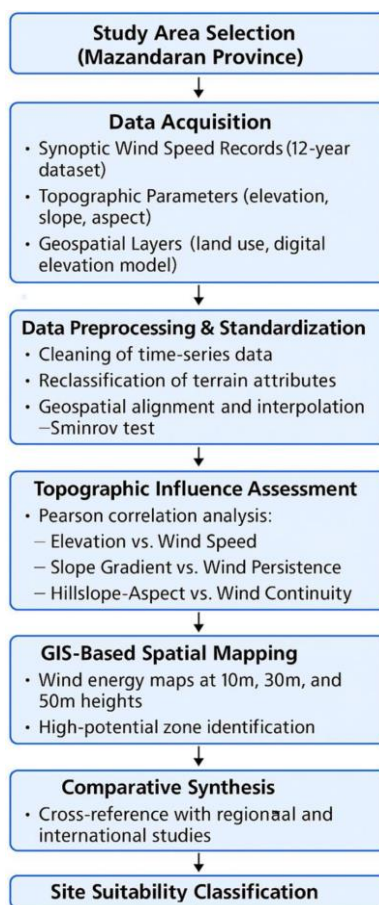 Study Area Selection
(Mazandaran Province)
Data Acquisition
• Synoptic Wind Speed Records (12-year
dataset)
• Topographic Parameters (elevation,
slope, aspect)
• Geospatial Layers (land use, digital
elevation model)
Data Preprocessing & Standardization
• Cleaning of time-series data
• Reclassification of terrain attributes
• Geospatial alignment and interpolation
–Sminrov test
Topographic Influence Assessment
• Pearson correlation analysis:
– Elevation vs. Wind Speed
– Slope Gradient vs. Wind Persistence
– Hillslope-Aspect vs. Wind Continuity
GIS-Based Spatial Mapping
• Wind energy maps at 10m, 30m, and
50m heights
• High-potential zone identification
Comparative Synthesis
• Cross-reference with regionaal and
international studies
Site Suitability Classification